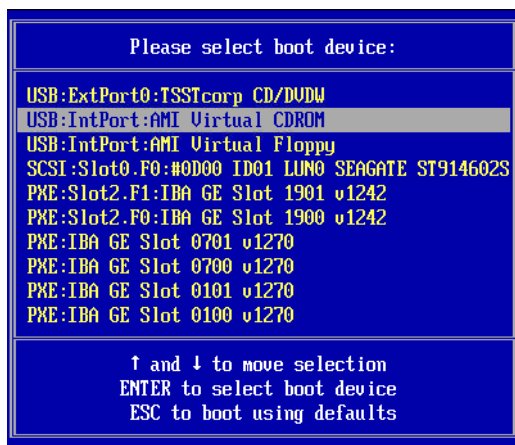 Please select boot device:
USB:ExtPort0:TSSTcorp CD/DVDW
USB:IntPort:AMI Virtual CDROM
USB:IntPort:AMI Virtual Floppy
SCSI:Slot0.F0:#0D00 ID01 LUN0 SEAGATE ST914602S
PXE:Slot2.F1:IBA GE Slot 1901 v1242
PXE:Slot2.F0:IBA GE Slot 1900 v1242
PXE:IBA GE Slot 0701 v1270
PXE:IBA GE Slot 0700 v1270
PXE:IBA GE Slot 0101 v1270
PXE:IBA GE Slot 0100 v1270
↑ and ↓ to move selection
ENTER to select boot device
ESC to boot using defaults